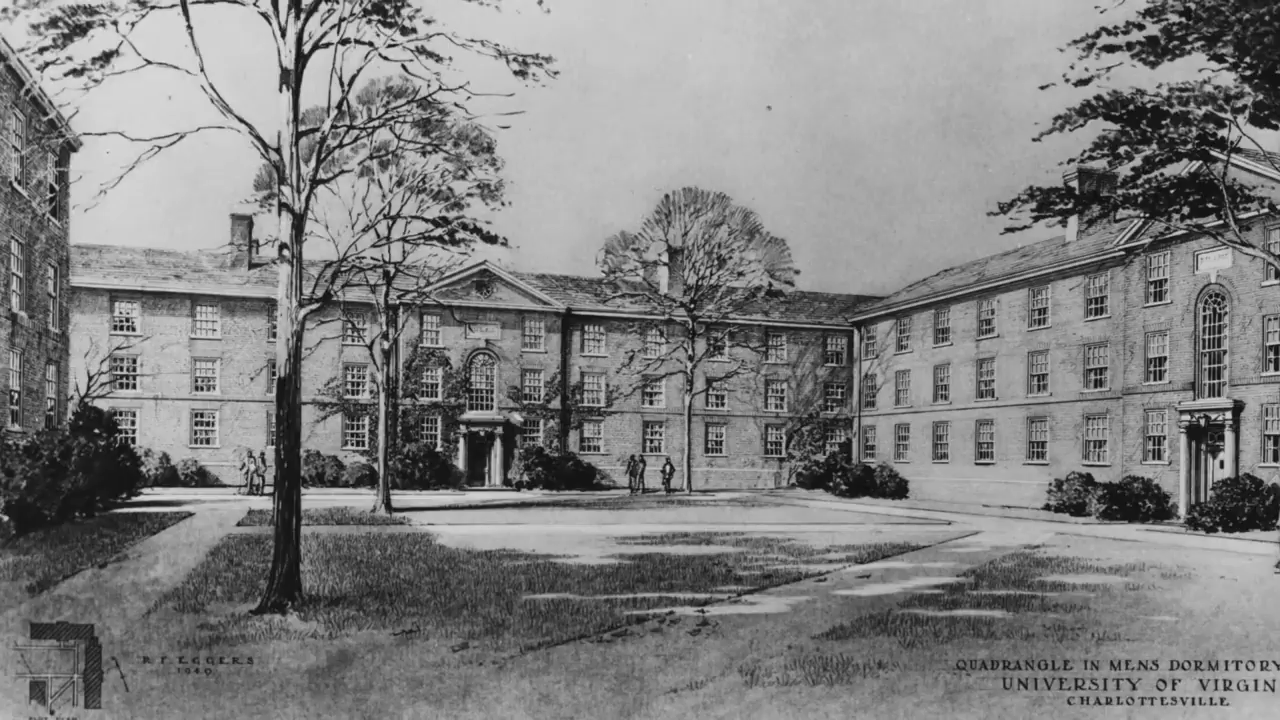 R. F. EGGERS
1940
QUADRANGLE IN MENS DORMITORY
UNIVERSITY OF VIRGIN
CHARLOTTESVILLE